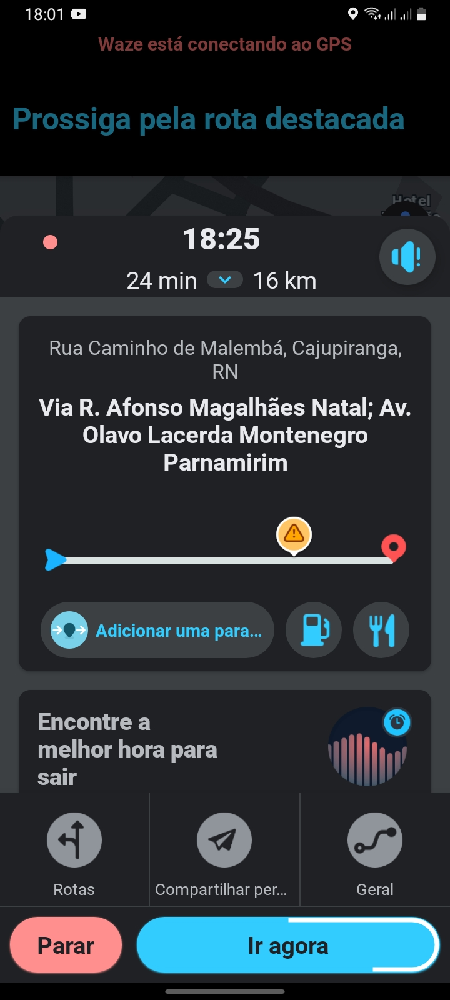 18:01
Waze está conectando ao GPS
Prossiga pela rota destacada
Hotel
18:25
24 min 16 km
Rua Caminho de Malembá, Cajupiranga,
RN
Via R. Afonso Magalhães Natal; Av.
Olavo Lacerda Montenegro
Parnamirim
Adicionar uma para...
Encontre a
melhor hora para
sair
Rotas
Compartilhar per...
Geral
Parar
Ir agora